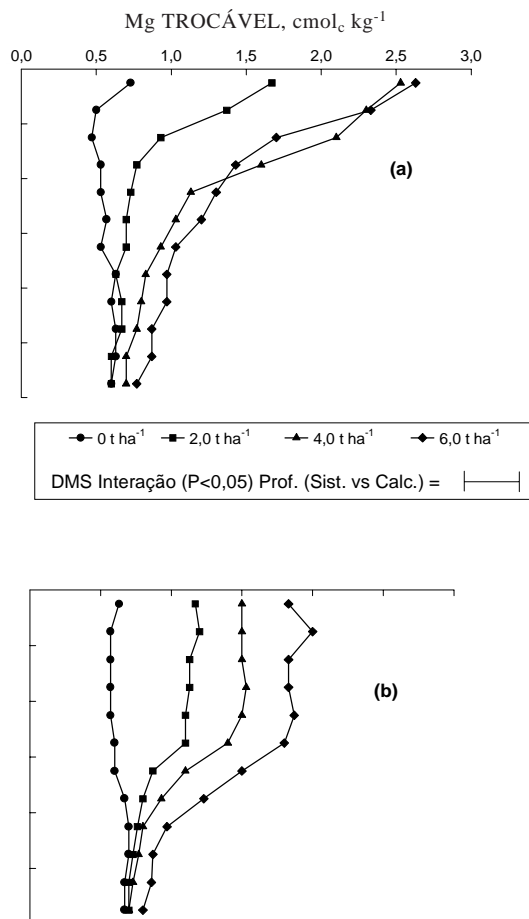 Mg TROCÁVEL, cmolc kg-1
0,0 0,5 1,0 1,5 2,0 2,5 3,0
(a)
0 t ha-1 2,0 t ha-1 4,0 t ha-1 6,0 t ha-1
DMS Interação (P<0,05) Prof. (Sist. vs Calc.) =
(b)